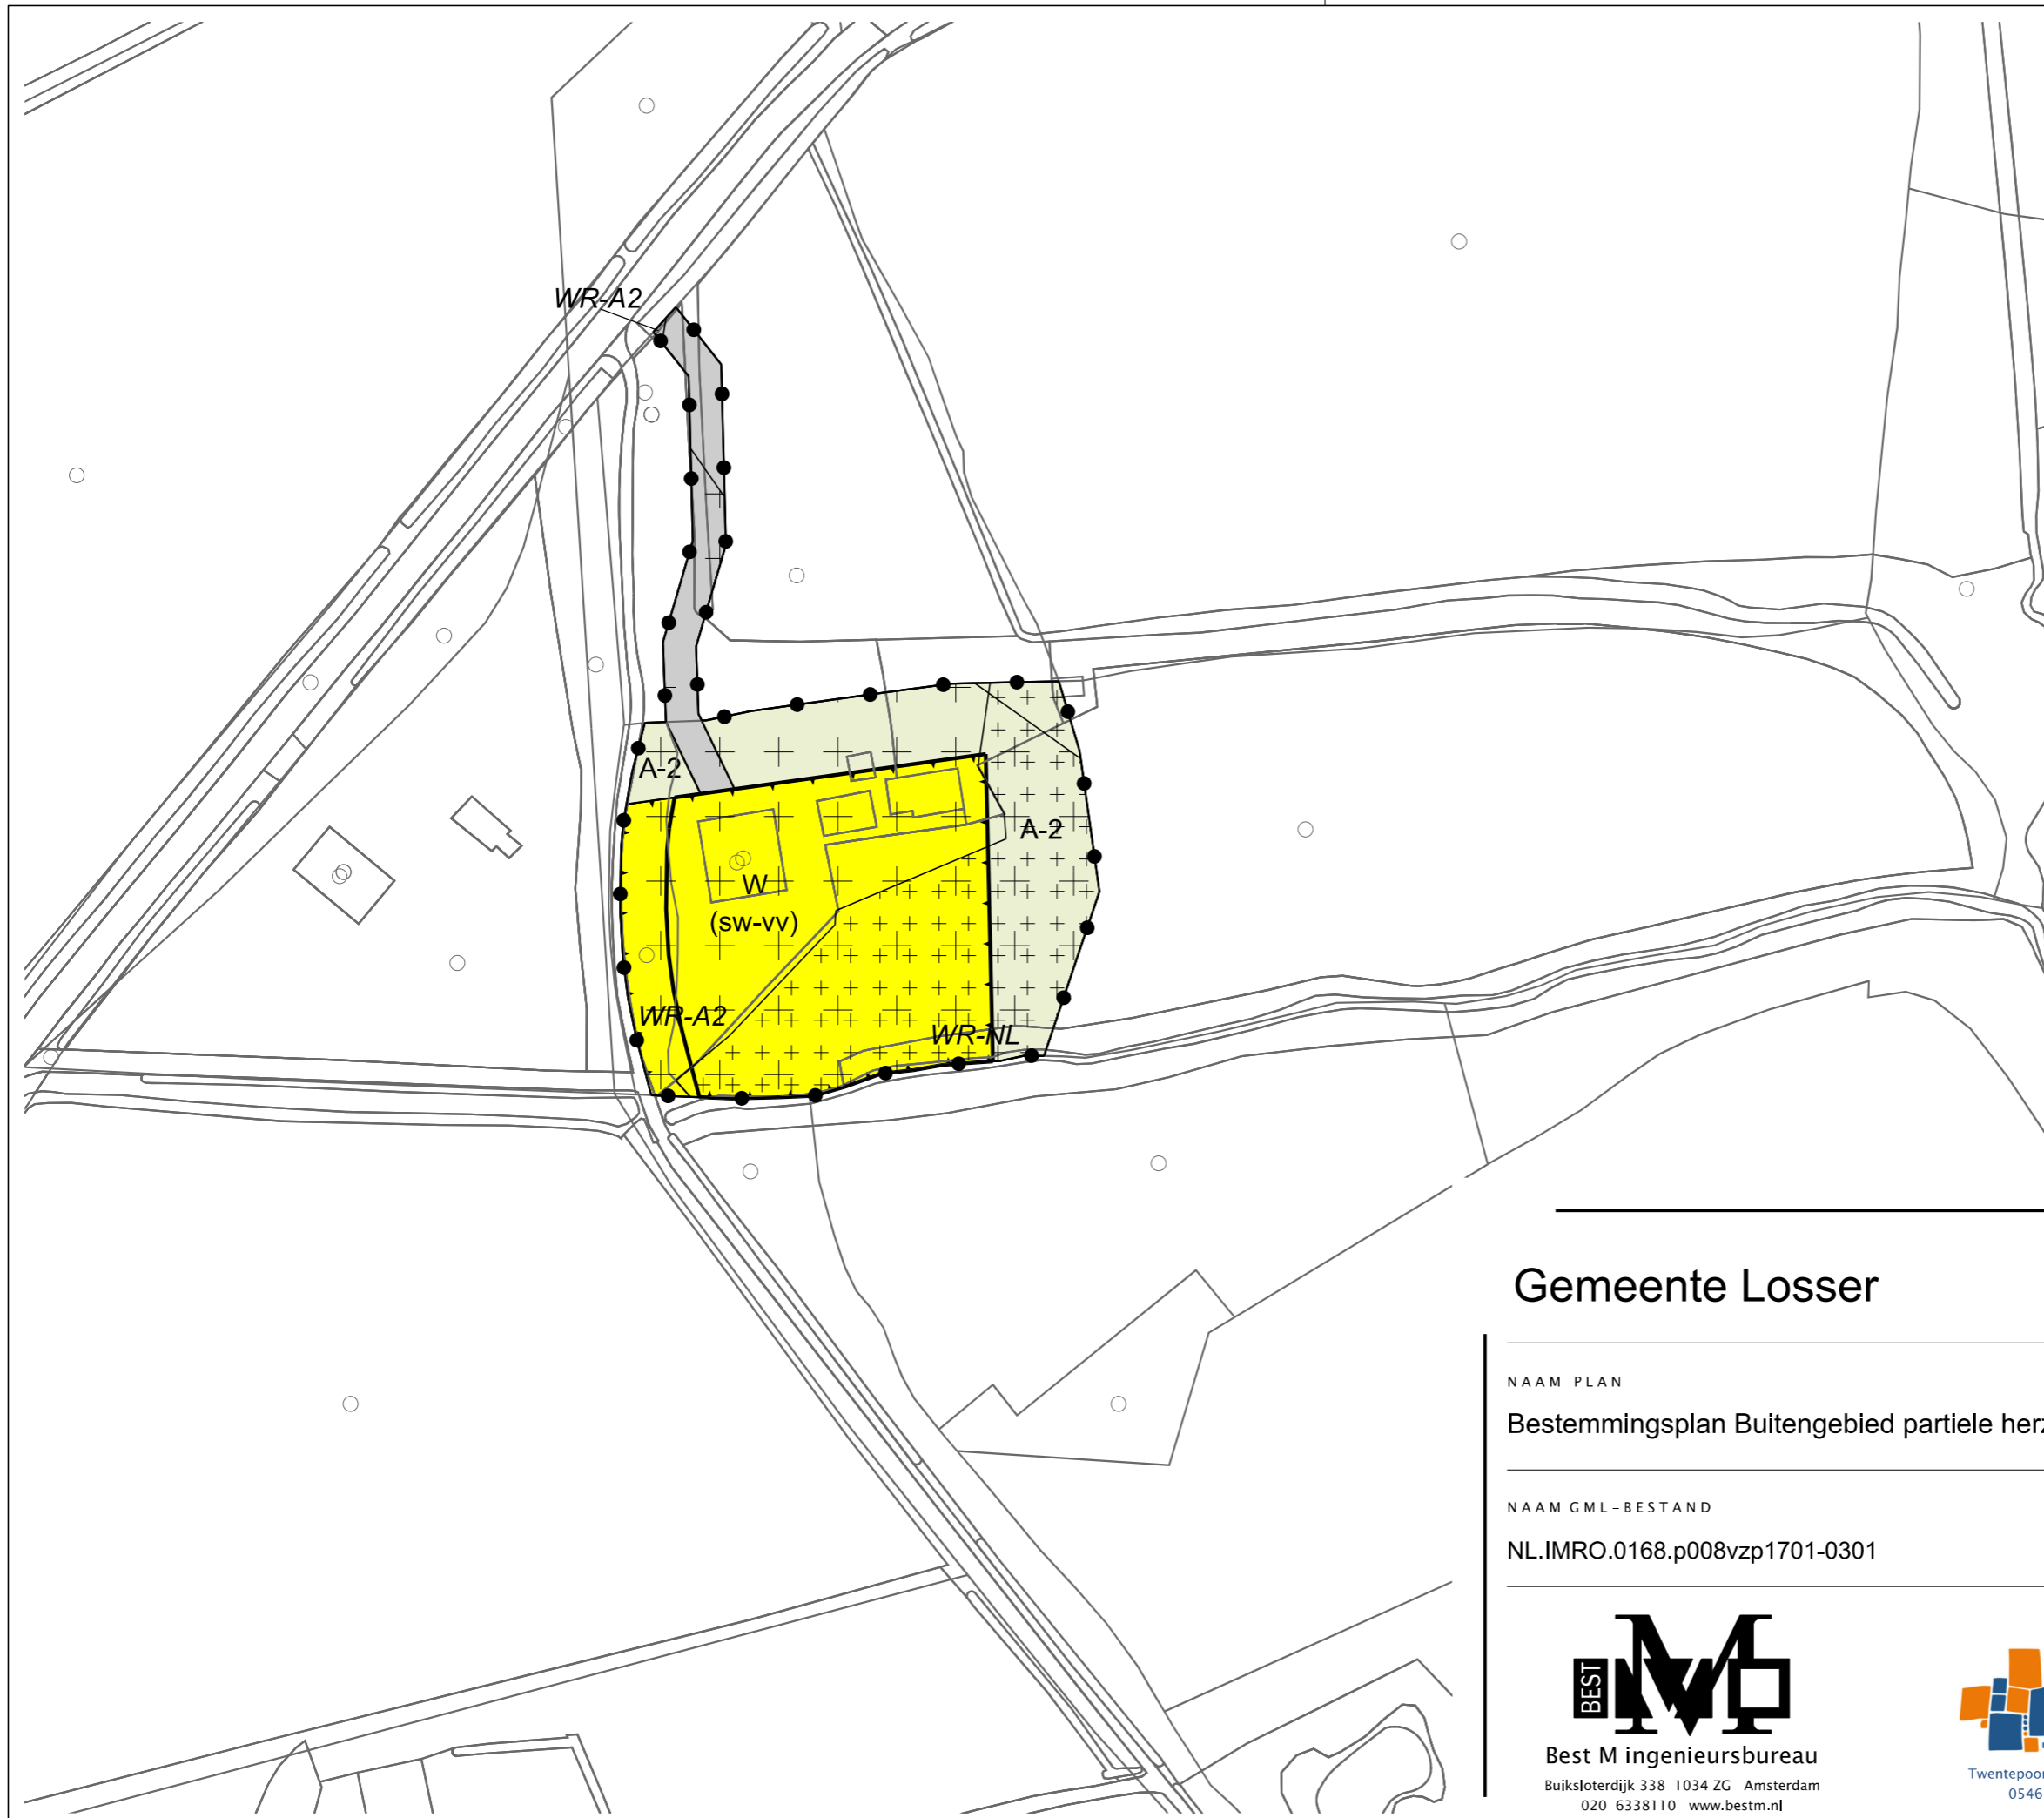 WR-A2
A-2
A-2
W
(sw-vv)
WR-A2
WR-NL
Gemeente Losser
NAAM PLAN
Bestemmingsplan Buitengebied partiele
NAAM GML-BESTAND
NL.IMRO.0168.p008vzp1701-0301
BEST
M
Best M ingenieursbureau
Buiksloterdijk 338 1034 ZG Amsterdam
020 6338110 www.bestm.nl
0546